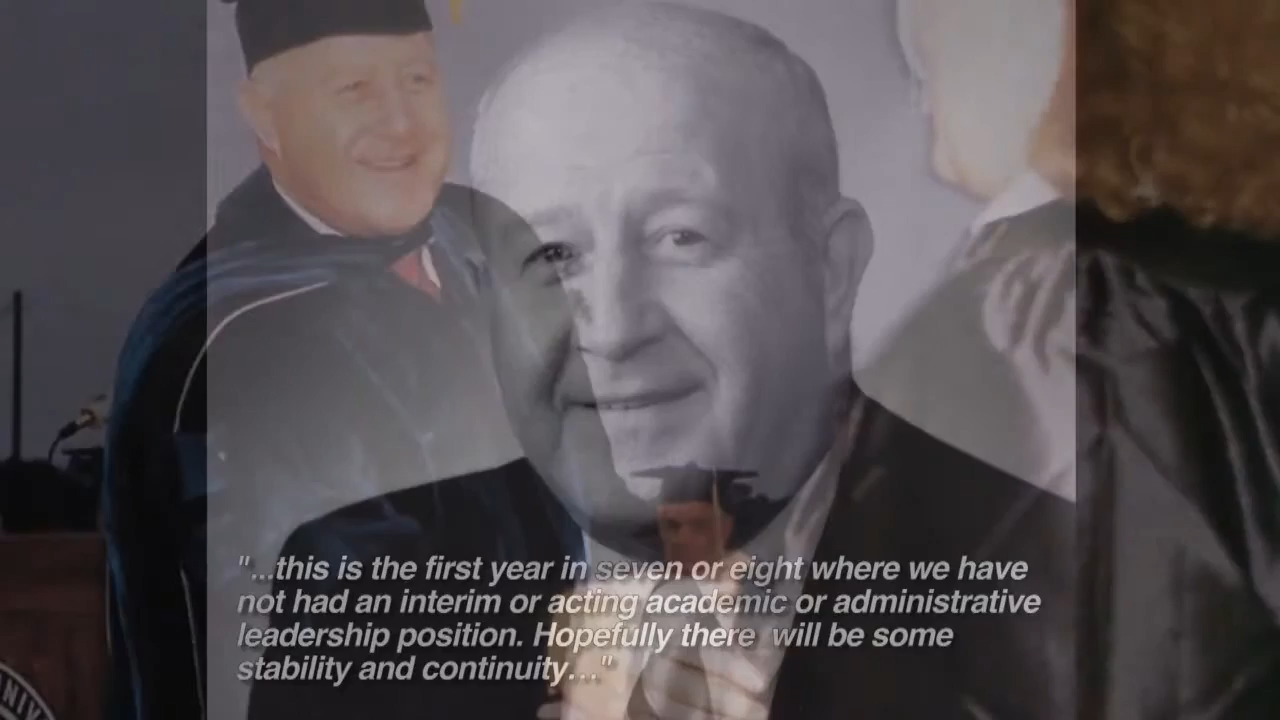 "...this is the first year in seven or eight where we have
not had an interim or acting academic or administrative
leadership position. Hopefully there will be some
stability and continuity…"
UNIV